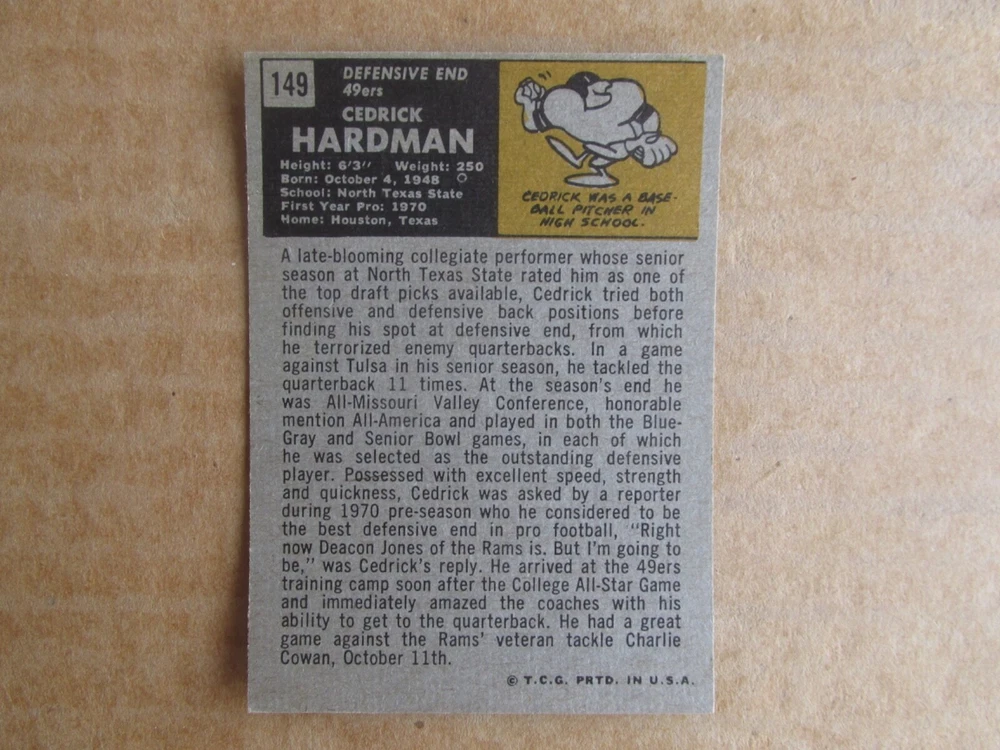 149
DEFENSIVE END
49ers
CEDRICK
HARDMAN
Height: 6'3" Weight: 250
Born: October 4, 1948
School: North Texas State
First Year Pro: 1970
Home: Houston, Texas
CEDRICK WAS A BASE-
BALL PITCHER IN
HIGH SCHOOL.
A late-blooming collegiate performer whose senior
season at North Texas State rated him as one of
the top draft picks available, Cedrick tried both
offensive and defensive back positions before
finding his spot at defensive end, from which
he terrorized enemy quarterbacks. In a game
against Tulsa in his senior season, he tackled the
quarterback 11 times. At the season's end he
was All-Missouri Valley Conference, honorable
mention All-America and played in both the Blue-
Gray and Senior Bowl games, in each of which
he was selected as the outstanding defensive
player. Possessed with excellent speed, strength
and quickness, Cedrick was asked by a reporter
during 1970 pre-season who he considered to be
the best defensive end in pro football, "Right
now Deacon Jones of the Rams is. But I'm going to
be," was Cedrick's reply. He arrived at the 49ers
training camp soon after the College All-Star Game
and immediately amazed the coaches with his
ability to get to the quarterback. He had a great
game against the Rams' veteran tackle Charlie
Cowan, October 11th.
© T.C.G. PRTD. IN U.S.A.